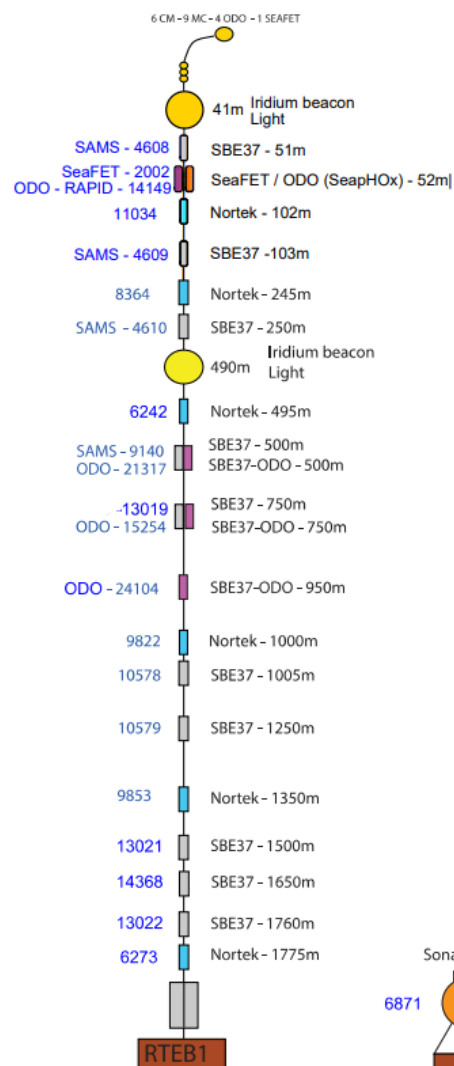 6 CM – 9 MC – 4 ODO – 1 SEAFET
41m Iridium beacon
Light
SAMS - 4608 SBE37 - 51m
SeaFET - 2002
ODO - RAPID - 14149 SeaFET / ODO (SeapHOx) - 52m|
11034 Nortek - 102m
SAMS - 4609 SBE37 -103m
8364 Nortek – 245m
SAMS - 4610 SBE37 – 250m
490m Iridium beacon
Light
6242 Nortek – 495m
SAMS – 9140 SBE37 – 500m
ODO – 21317 SBE37-ODO – 500m
-13019 SBE37 – 750m
ODO – 15254 SBE37-ODO – 750m
ODO - 24104 SBE37-ODO – 950m
9822 Nortek – 1000m
10578 SBE37 – 1005m
10579 SBE37 – 1250m
9853 Nortek – 1350m
13021 SBE37 – 1500m
14368 SBE37 – 1650m
13022 SBE37 – 1760m
6273 Nortek – 1775m
Sona
6871
RTEB1